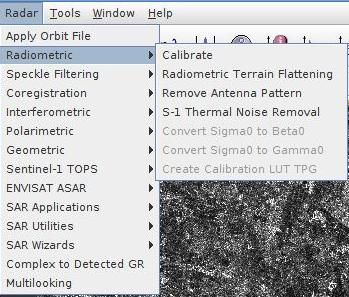 Radar Tools Window Help
Apply Orbit File
Radiometric
Speckle Filtering
Coregistration
Interferometric
Polarimetric
Geometric
Sentinel-1 TOPS
ENVISAT ASAR
SAR Applications
SAR Utilities
SAR Wizards
Complex to Detected GR
Multilooking
Calibrate
Radiometric Terrain Flattening
Remove Antenna Pattern
S-1 Thermal Noise Removal
Convert Sigma0 to Beta0
Convert Sigma0 to Gamma0
Create Calibration LUT TPG